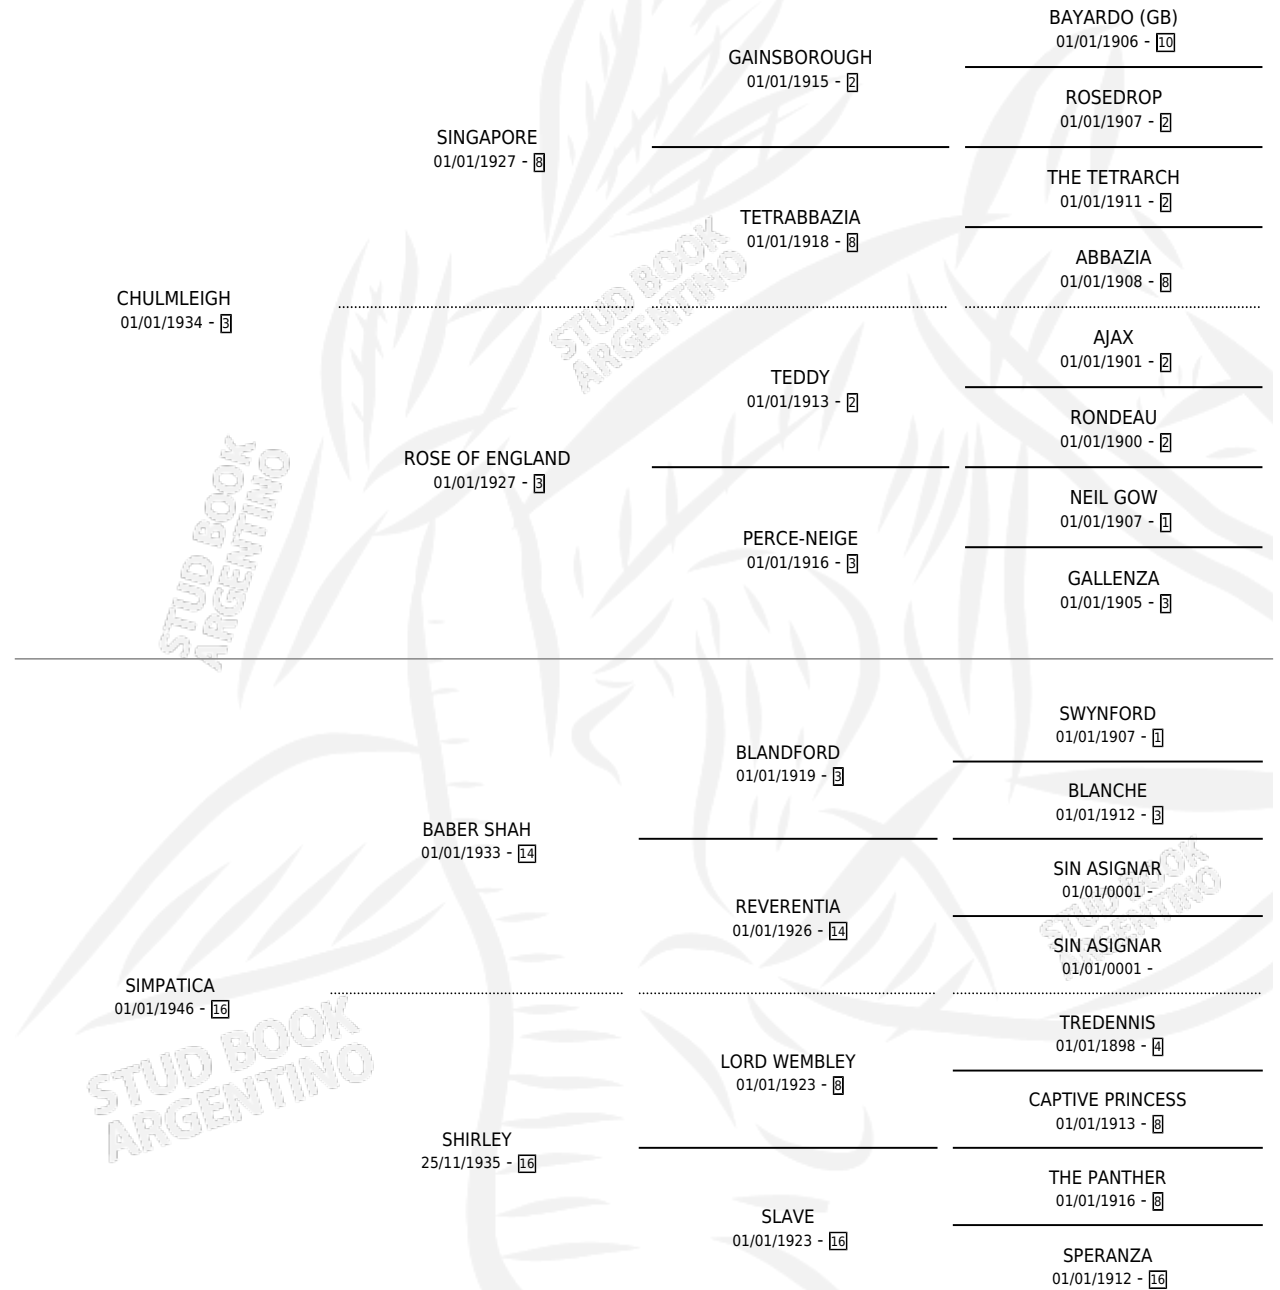 BAYARDO (GB)
01/01/1906 - 10
GAINSBOROUGH
01/01/1915 - 2
ROSEDROP
01/01/1907 - 2
SINGAPORE
01/01/1927 - 8
THE TETRARCH
01/01/1911 - 2
TETRABBAZIA
01/01/1918 - 8
ABBAZIA
01/01/1908 - 8
CHULMLEIGH
01/01/1934 - 3
AJAX
01/01/1901 - 2
TEDDY
01/01/1913 - 2
RONDEAU
01/01/1900 - 2
ROSE OF ENGLAND
01/01/1927 - 3
NEIL GOW
01/01/1907 - 1
PERCE-NEIGE
01/01/1916 - 3
GALLENZA
01/01/1905 - 3
SWYNFORD
01/01/1907 - 1
BLANDFORD
01/01/1919 - 3
BLANCHE
01/01/1912 - 3
BABER SHAH
01/01/1933 - 14
SIN ASIGNAR
01/01/0001 -
REVERENTIA
01/01/1926 - 14
SIN ASIGNAR
01/01/0001 -
SIMPATICA
01/01/1946 - 16
TREDENNIS
01/01/1898 - 4
LORD WEMBLEY
01/01/1923 - 8
CAPTIVE PRINCESS
01/01/1913 - 8
SHIRLEY
25/11/1935 - 16
THE PANTHER
01/01/1916 - 8
SLAVE
01/01/1923 - 16
SPERANZA
01/01/1912 - 16
STUD BOOK
ARGENTINO
STUD BOOK
ARGENTINO
STUD BOOK
ARGENTINO
STUD BOOK
ARGENTINO